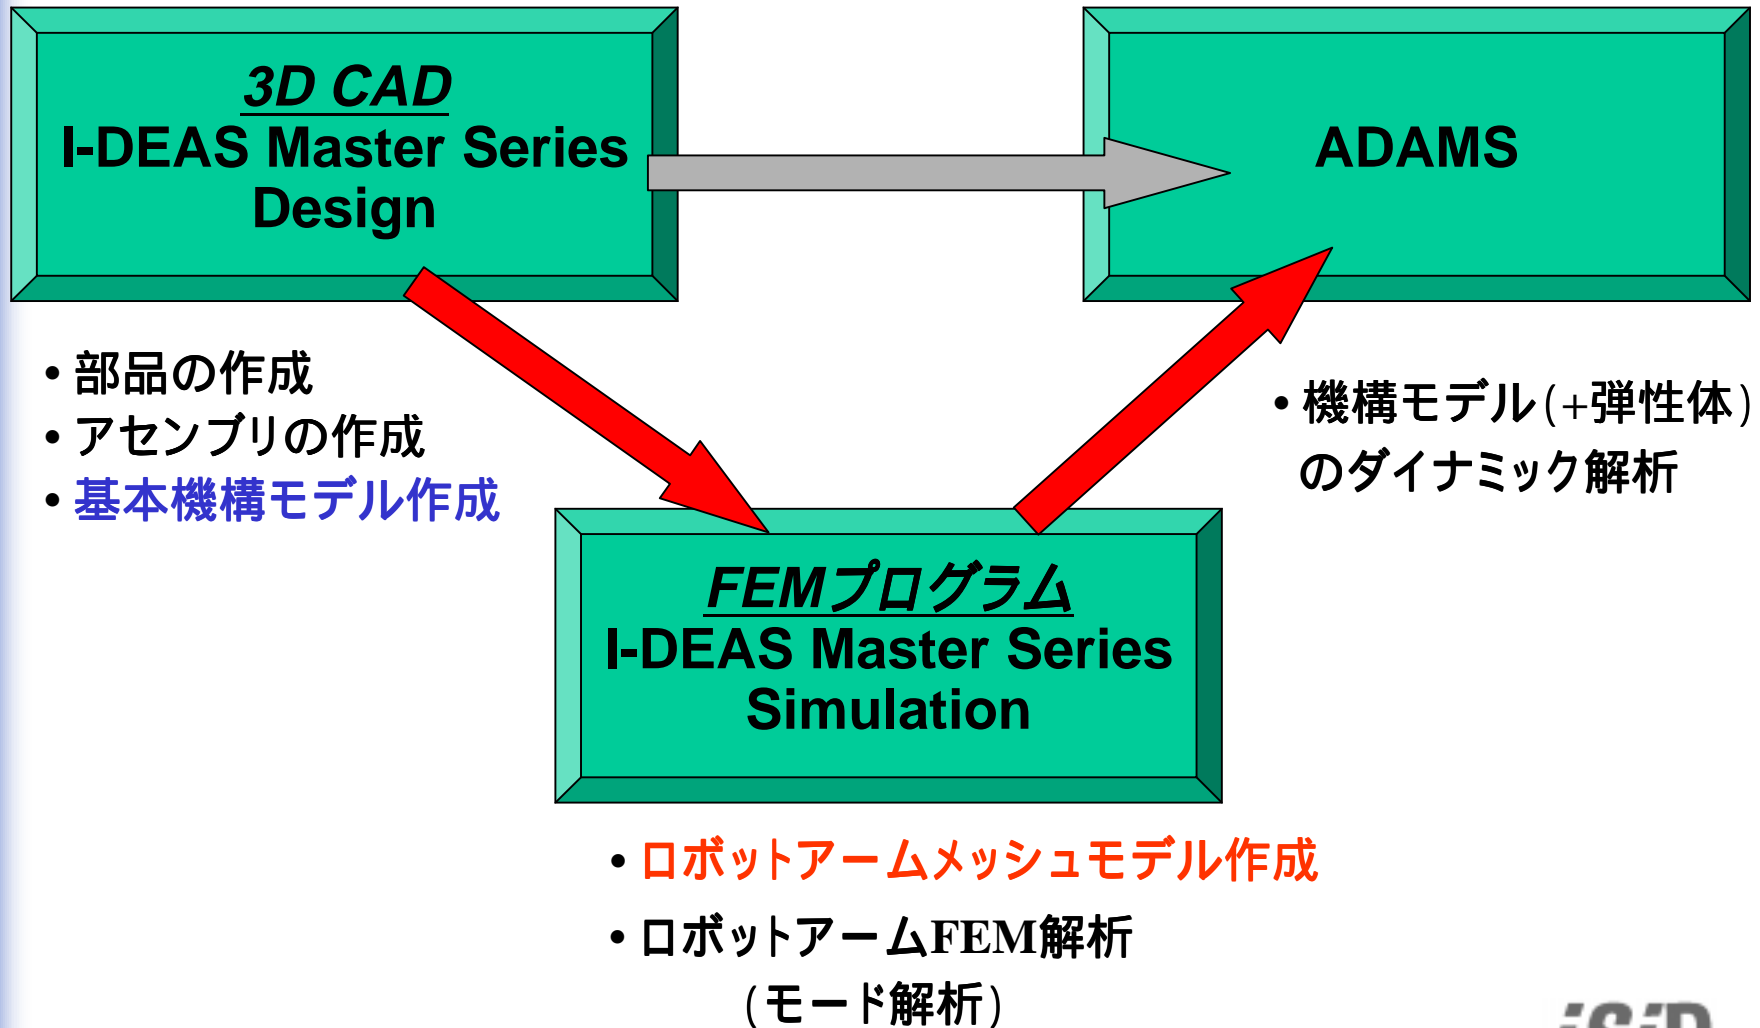 3D CAD
I-DEAS Master Series
Design
ADAMS
• 部品の作成
• アセンブリの作成
• 基本機構モデル作成
• 機構モデル(+弾性体)
のダイナミック解析
FEMプログラム
I-DEAS Master Series
Simulation
• ロボットアームメッシュモデル作成
• ロボットアームFEM解析
(モード解析)